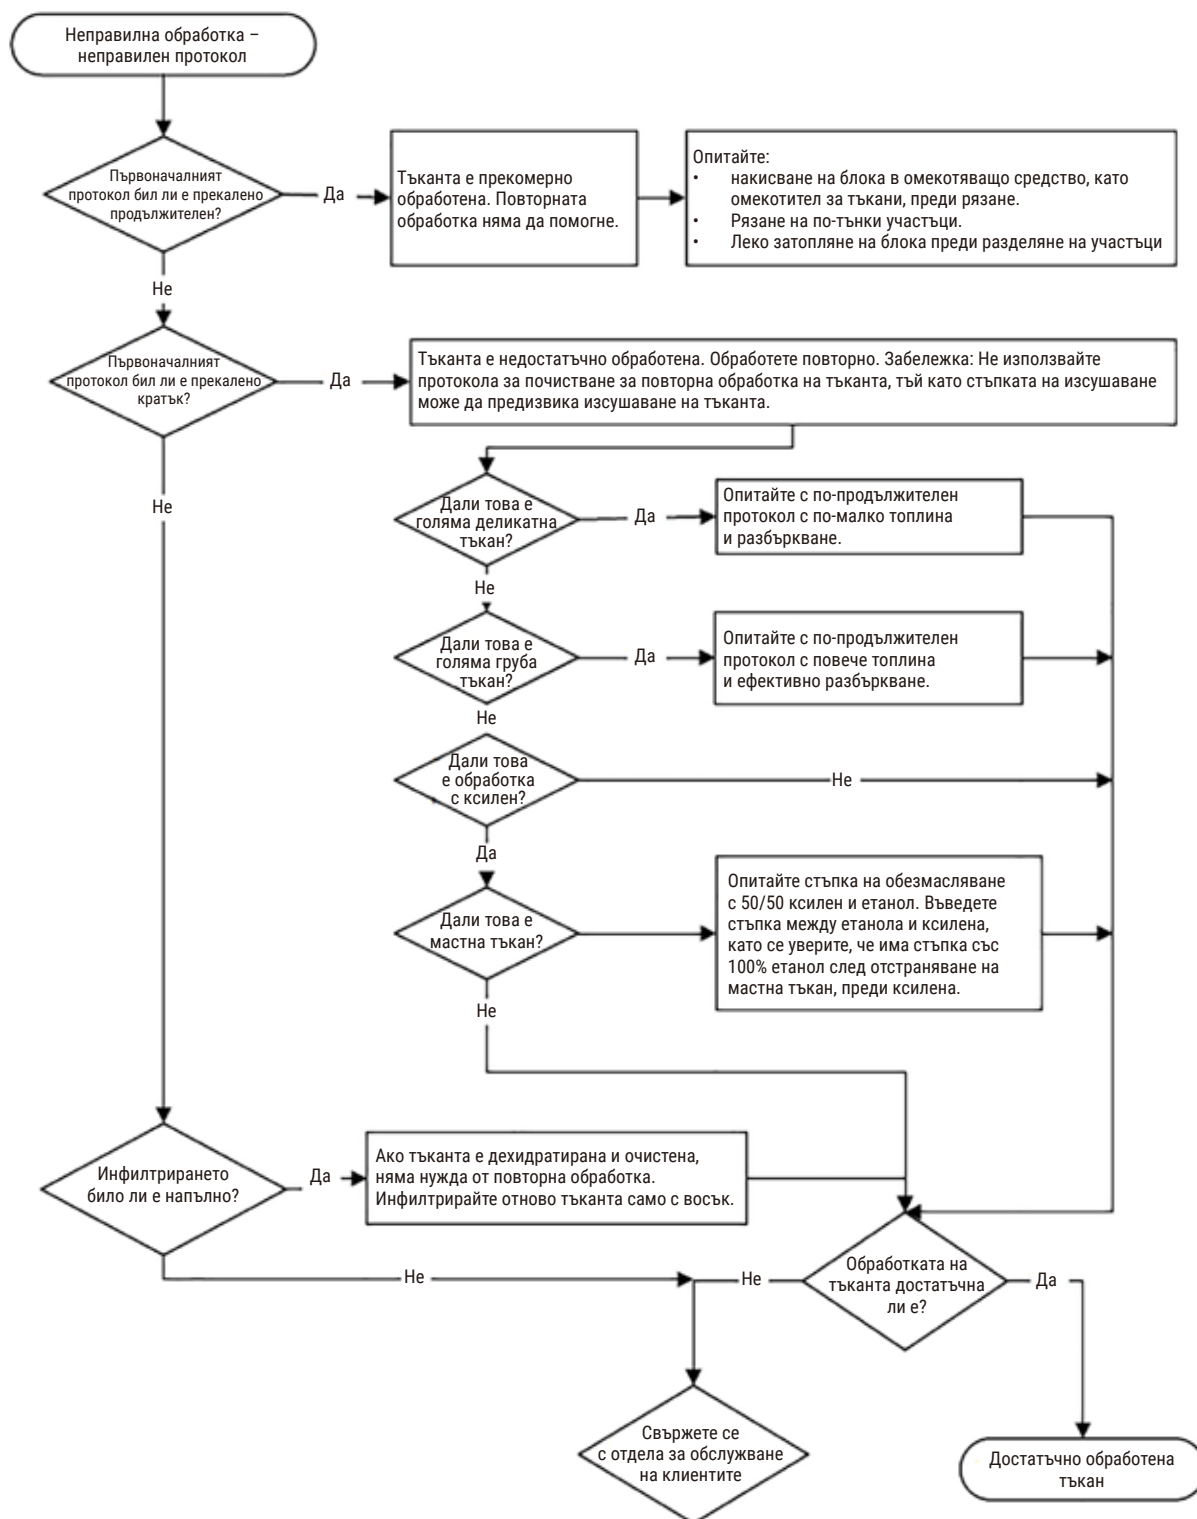 Неправилна обработка –
неправилен протокол
Първоначалният
протокол бил ли е прекалено
продължителен?
Да
Тъканта е прекомерно
обработена. Повторната
обработка няма да помогне.
Опитайте:
• накисване на блока в омекотяващо средство, като
омекотител за тъкани, преди рязане.
• Рязане на по-тънки участъци.
• Леко затопляне на блока преди разделяне на участъци
Не
Първоначалният
протокол бил ли е прекалено
кратък?
Да
Тъканта е недостатъчно обработена. Обработете повторно. Забележка: Не използвайте
протокола за почистване за повторна обработка на тъканта, тъй като стъпката на изсушаване
може да предизвика изсушаване на тъканта.
Не
Дали това е
голяма деликатна
тъкан?
Да
Опитайте с по-продължителен
протокол с по-малко топлина
и разбъркване.
Не
Дали това е
голяма груба
тъкан?
Да
Опитайте с по-продължителен
протокол с повече топлина
и ефективно разбъркване.
Не
Дали това
е обработка
с ксилен?
Не
Да
Дали това е
мастна тъкан?
Опитайте стъпка на обезмасляване
с 50/50 ксилен и етанол. Въведете
стъпка между етанола и ксилена,
като се уверите, че има стъпка със
100% етанол след отстраняване на
мастна тъкан, преди ксилена.
Не
Инфилтрирането
било ли е напълно?
Да
Ако тъканта е дехидратирана и очистена,
няма нужда от повторна обработка.
Инфилтрирайте отново тъканта само с восък.
Не
Обработката на
тъканта достатъчна
ли е?
Не
Да
Свържете се
с отдела за обслужване
на клиентите
Достатъчно обработена
тъкан